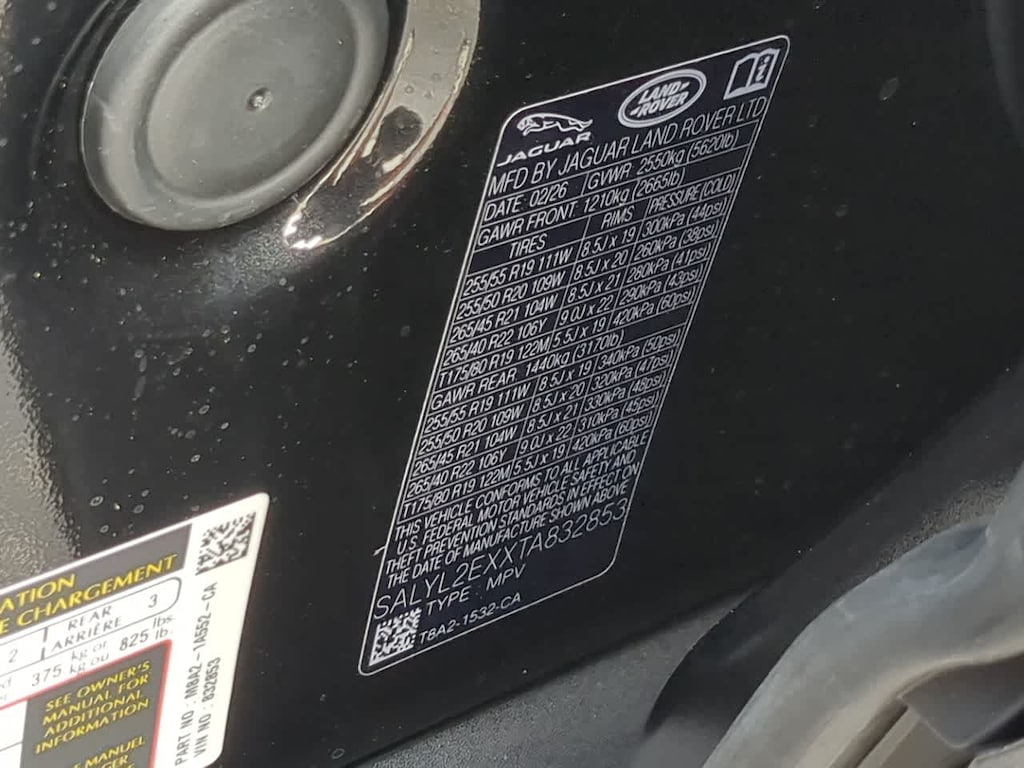 JAGUAR
LAND-
ROVER
MFD BY JAGUAR LAND ROVER LTD
DATE 02/26 GVWR 2550kg (5620lb)
GAWR FRONT 1210kg (2665lb)
TIRES RIMS PRESSURE (COLD)
255/55 R19 111W 8.5J x 19 300kPa (44psi)
255/50 R20 109W 8.5J x 20 260kPa (38psi)
265/45 R21 104W 8.5J x 21 280kPa (41psi)
265/40 R22 106Y 9.0J x 22 290kPa (43psi)
T175/80 R19 122M 5.5J x 19 420kPa (60psi)
GAWR REAR 1440kg (3170lb)
255/55 R19 111W 8.5J x 19 340kPa (50psi)
255/50 R20 109W 8.5J x 20 320kPa (47psi)
265/45 R21 104W 8.5J x 21 330kPa (48psi)
265/40 R22 106Y 9.0J x 22 310kPa (45psi)
T175/80 R19 122M 5.5J x 19 420kPa (60psi)
THIS VEHICLE CONFORMS TO ALL APPLICABLE
U.S. FEDERAL MOTOR VEHICLE SAFETY AND
THEFT PREVENTION STANDARDS IN EFFECT ON
THE DATE OF MANUFACTURE SHOWN ABOVE
SALYL2EXXTA832853
TYPE : MPV
T8A2-1532-CA
ATION
E CHARGEMENT
2 REAR 3
ARRIÈRE
375 kg or 825 lbs
kg ou lb.
SEE OWNER'S
MANUAL FOR
ADDITIONAL
INFORMATION
MANUEL
PART NO : M8A2-1A552-CA
VIN NO : 832853